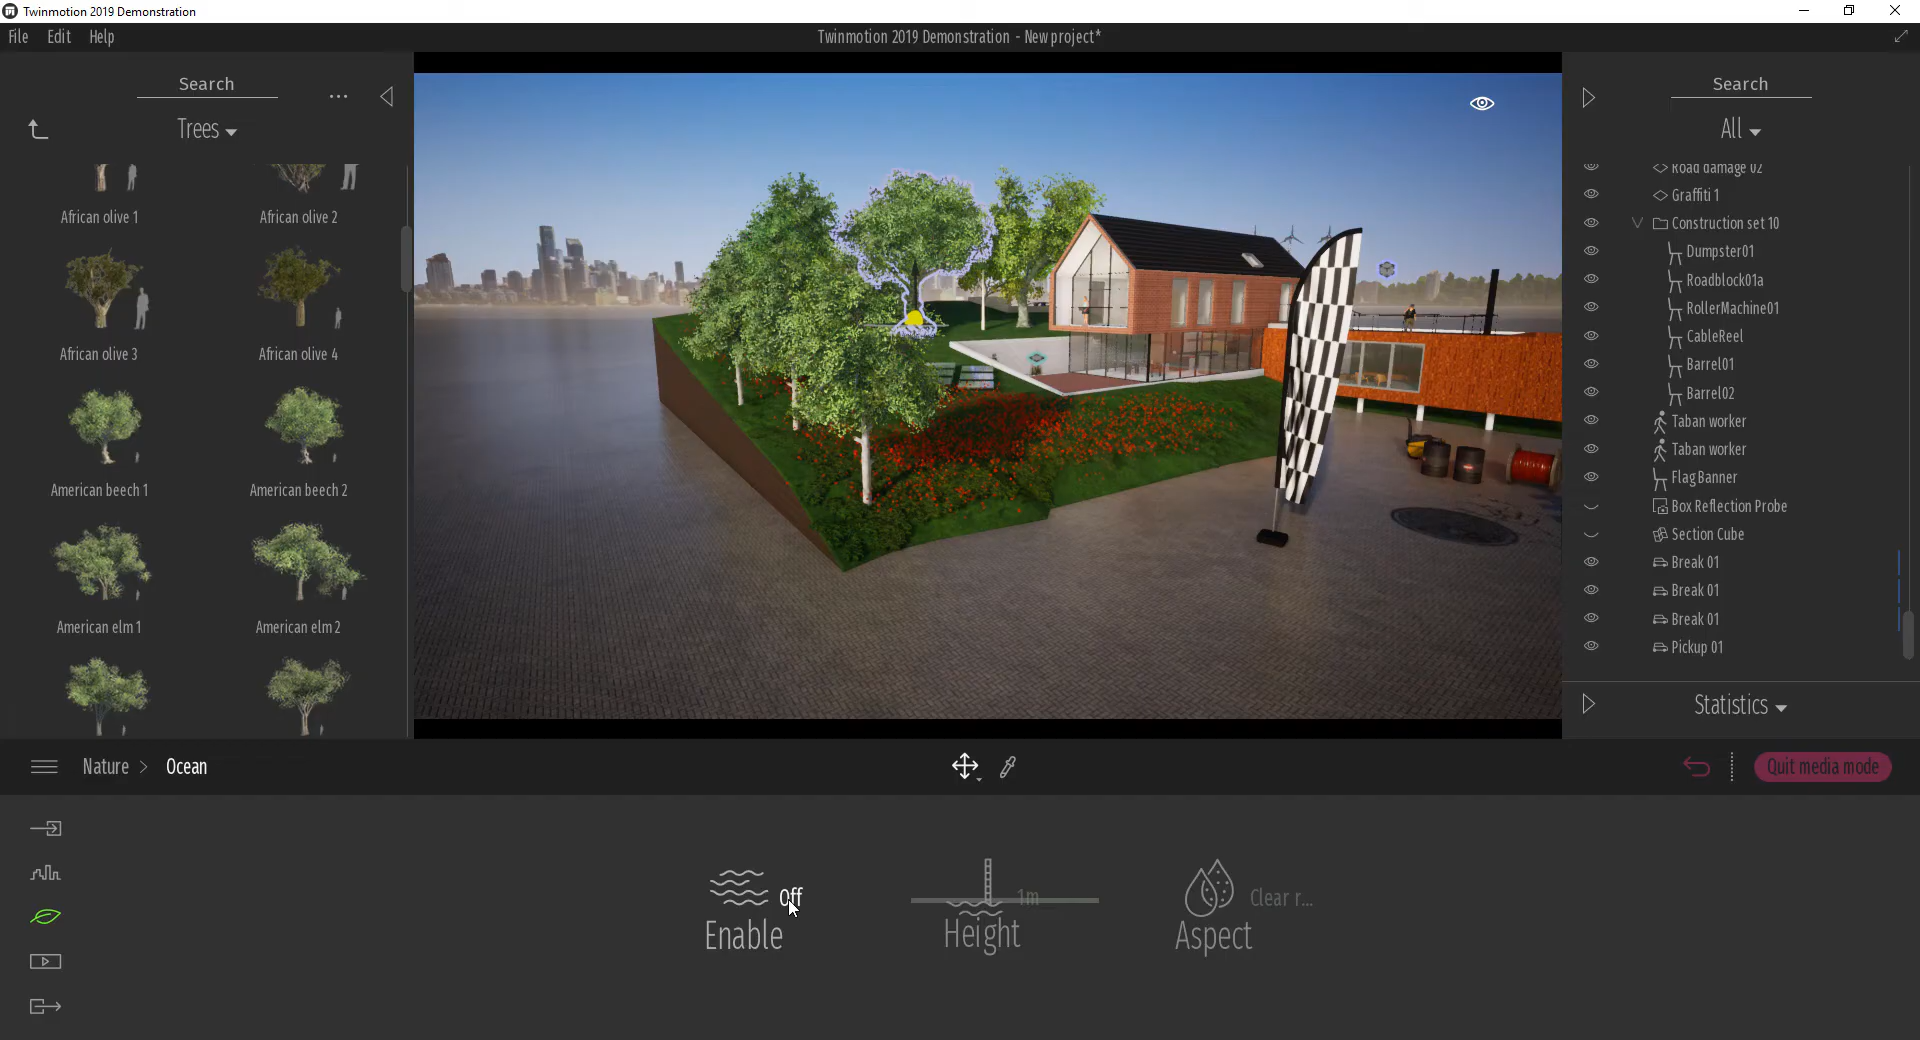 Twinmotion 2019 Demonstration
File Edit Help
Twinmotion 2019 Demonstration - New project*
Search
...
Trees
African olive 1
African olive 2
African olive 3
African olive 4
American beech 1
American beech 2
American elm 1
American elm 2
Search
All
Road damage 02
Graffiti 1
Construction set 10
Dumpster01
Roadblock01a
RollerMachine01
CableReel
Barrel01
Barrel02
Taban worker
Taban worker
FlagBanner
Box Reflection Probe
Section Cube
Break 01
Break 01
Break 01
Pickup 01
Statistics
Nature > Ocean
Quit media mode
Off
Enable
1m
Height
Clear r...
Aspect